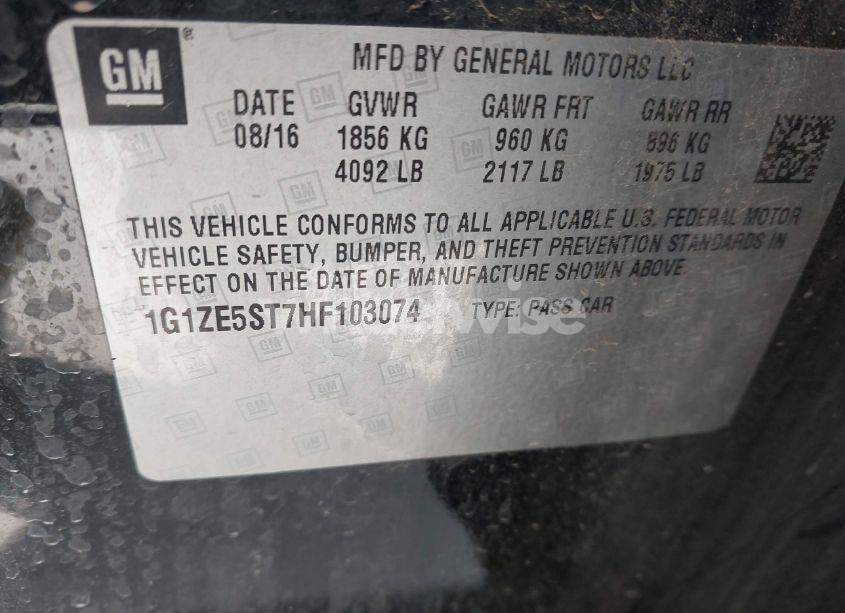 GM ®
MFD BY GENERAL MOTORS LLC
DATE GVWR GAWR FRT GAWR RR
08/16 1856 KG 960 KG 896 KG
4092 LB 2117 LB 1975 LB
THIS VEHICLE CONFORMS TO ALL APPLICABLE U.S. FEDERAL MOTOR
VEHICLE SAFETY, BUMPER, AND THEFT PREVENTION STANDARDS IN
EFFECT ON THE DATE OF MANUFACTURE SHOWN ABOVE.
1G1ZE5ST7HF103074 TYPE: PASS CAR